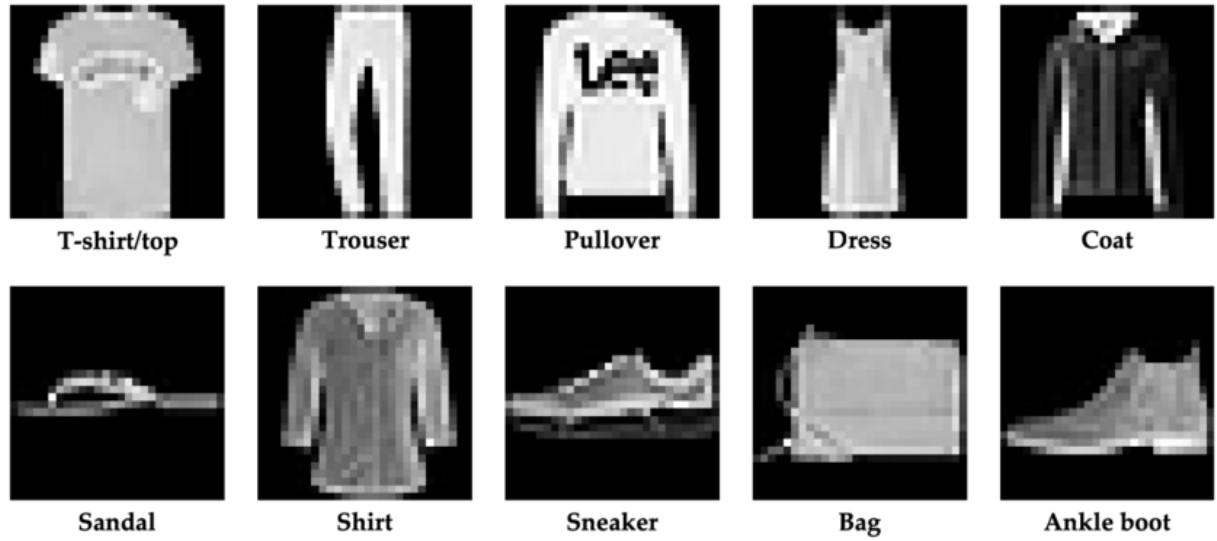 Lee
T-shirt/top
Trouser
Pullover
Dress
Coat
Sandal
Shirt
Sneaker
Bag
Ankle boot